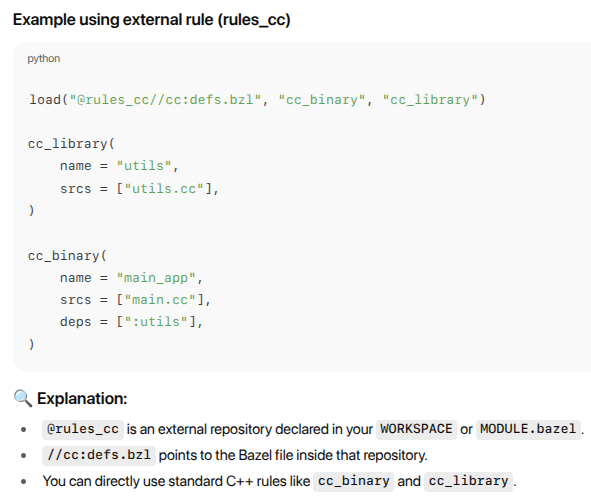 Example using external rule (rules_cc)
python
load("@rules_cc//cc:defs.bzl", "cc_binary", "cc_library")
cc_library(
    name = "utils",
    srcs = ["utils.cc"],
)
cc_binary(
    name = "main_app",
    srcs = ["main.cc"],
    deps = [":utils"],
)
🔍 Explanation:
• @rules_cc is an external repository declared in your WORKSPACE or MODULE.bazel.
• //cc:defs.bzl points to the Bazel file inside that repository.
• You can directly use standard C++ rules like cc_binary and cc_library.